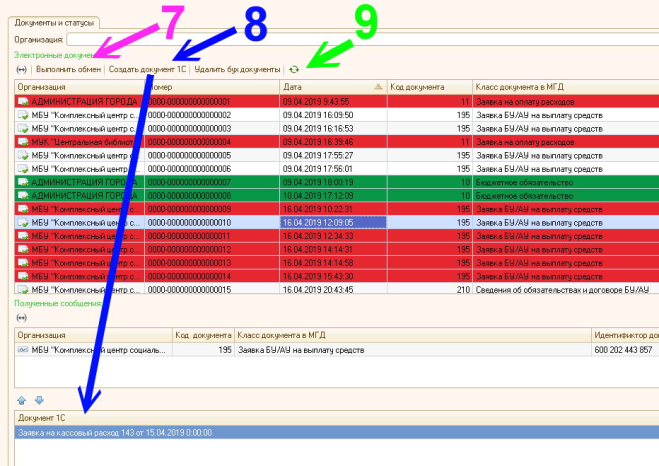 7 8 9
Документы и статусы
Организация:
Электронные докумен
Выполнить обмен Создать документ 1С Удалить бух документы
Организация Номер Дата Код документа Класс документа в МГД
АДМИНИСТРАЦИЯ ГОРОДА 0000-000000000000001 09.04.2019 9:43:55 11 Заявка на оплату расходов
МБУ "Комплексный центр с... 0000-000000000000002 09.04.2019 16:09:50 195 Заявка БУ/АУ на выплату средств
МБУ "Комплексный центр с... 0000-000000000000003 09.04.2019 16:16:53 195 Заявка БУ/АУ на выплату средств
МУК "Центральная библиот... 0000-000000000000004 09.04.2019 16:39:46 11 Заявка на оплату расходов
МБУ "Комплексный центр с... 0000-000000000000005 09.04.2019 17:55:27 195 Заявка БУ/АУ на выплату средств
МБУ "Комплексный центр с... 0000-000000000000006 09.04.2019 17:56:01 195 Заявка БУ/АУ на выплату средств
АДМИНИСТРАЦИЯ ГОРОДА 0000-000000000000007 09.04.2019 18:00:19 10 Бюджетное обязательство
АДМИНИСТРАЦИЯ ГОРОДА 0000-000000000000008 10.04.2019 17:12:09 10 Бюджетное обязательство
МБУ "Комплексный центр с... 0000-000000000000009 16.04.2019 10:22:31 195 Заявка БУ/АУ на выплату средств
МБУ "Комплексный центр с... 0000-000000000000010 16.04.2019 12:09:05 195 Заявка БУ/АУ на выплату средств
МБУ "Комплексный центр с... 0000-000000000000011 16.04.2019 12:34:33 195 Заявка БУ/АУ на выплату средств
МБУ "Комплексный центр с... 0000-000000000000012 16.04.2019 14:14:31 195 Заявка БУ/АУ на выплату средств
МБУ "Комплексный центр с... 0000-000000000000013 16.04.2019 14:14:58 195 Заявка БУ/АУ на выплату средств
МБУ "Комплексный центр с... 0000-000000000000014 16.04.2019 15:43:30 195 Заявка БУ/АУ на выплату средств
МБУ "Комплексный центр с... 0000-000000000000015 16.04.2019 20:43:45 210 Сведения об обязательствах и договоре БУ/АУ
Полученные сообщения
Организация Код документа Класс документа в МГД Идентификтор до
МБУ "Комплексный центр социаль... 195 Заявка БУ/АУ на выплату средств 600 202 443 857
Документ 1С
Заявка на кассовый расход 143 от 15.04.2019 0:00:00